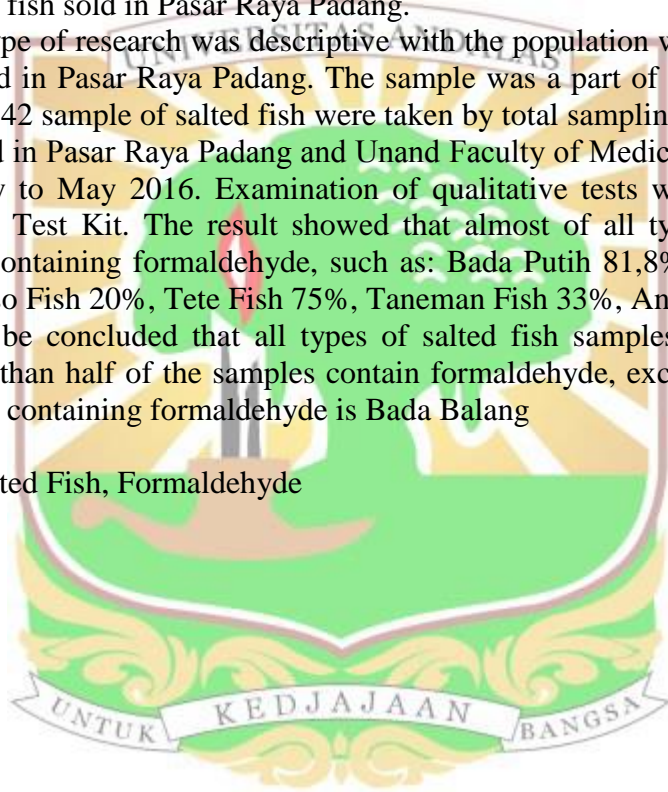 fish sold in Pasar Raya Padang.
UNIVERSITAS ANDALAS
ype of research was descriptive with the population w
d in Pasar Raya Padang. The sample was a part of
42 sample of salted fish were taken by total samplin
d in Pasar Raya Padang and Unand Faculty of Medic
y to May 2016. Examination of qualitative tests w
Test Kit. The result showed that almost of all ty
ontaining formaldehyde, such as: Bada Putih 81,8%
so Fish 20%, Tete Fish 75%, Taneman Fish 33%, An
be concluded that all types of salted fish samples
than half of the samples contain formaldehyde, exc
containing formaldehyde is Bada Balang
ted Fish, Formaldehyde
UNTUK KEDJAJAAN BANGSA